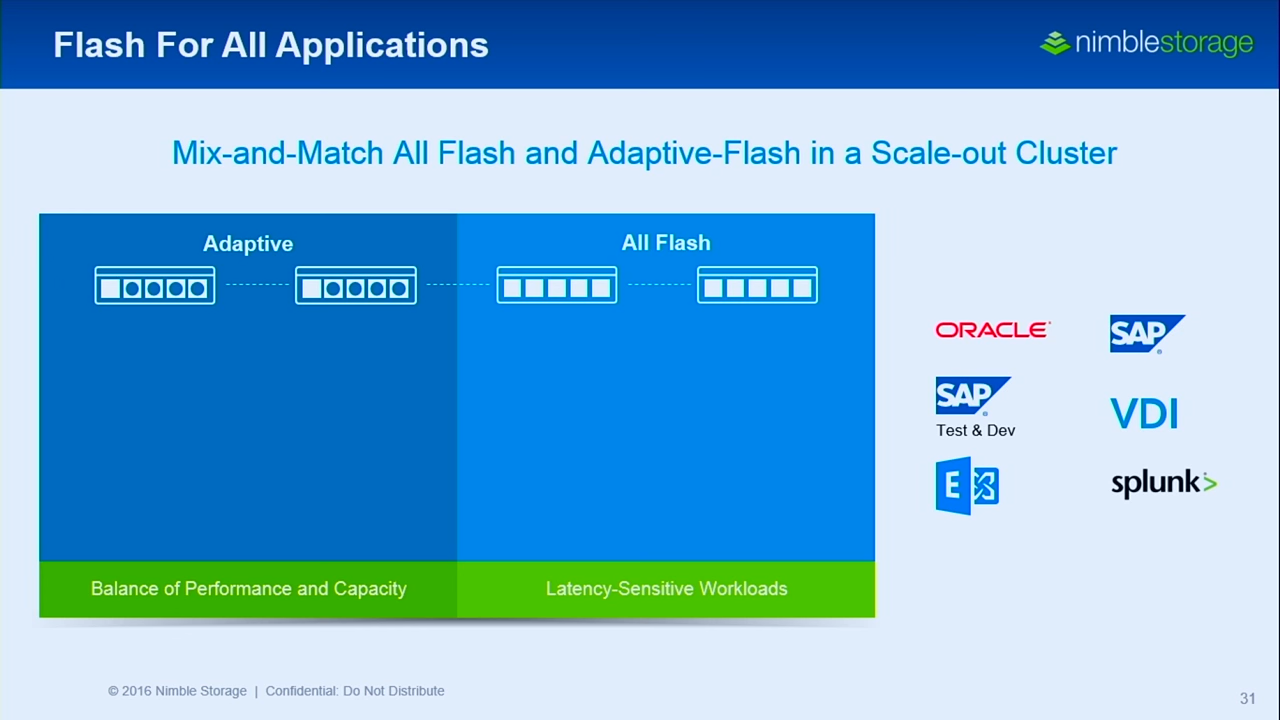 Flash For All Applications
nimblestorage
Mix-and-Match All Flash and Adaptive-Flash in a Scale-out Cluster
Adaptive
All Flash
ORACLE
SAP
SAP
Test & Dev
VDI
E
splunk>
Balance of Performance and Capacity
Latency-Sensitive Workloads
© 2016 Nimble Storage | Confidential: Do Not Distribute
31